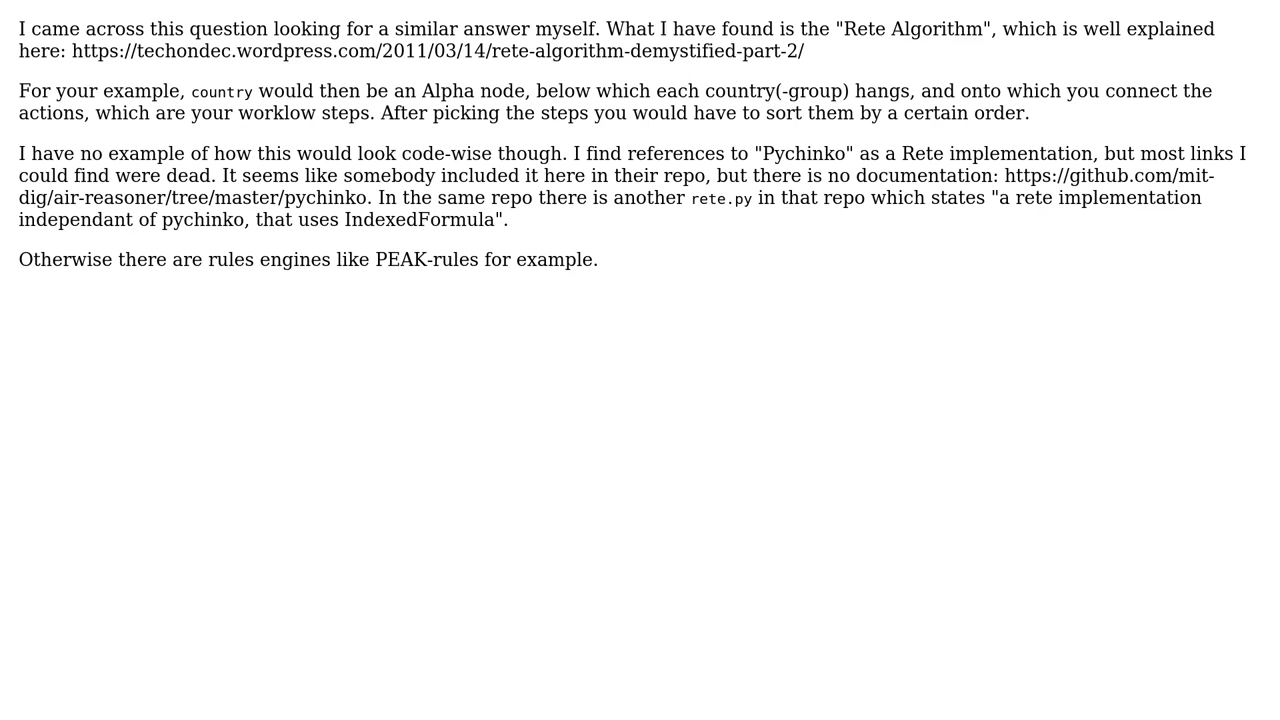 I came across this question looking for a similar answer myself. What I have found is the "Rete Algorithm", which is well explained
here: https://techondec.wordpress.com/2011/03/14/rete-algorithm-demystified-part-2/
For your example, country would then be an Alpha node, below which each country(-group) hangs, and onto which you connect the
actions, which are your worklow steps. After picking the steps you would have to sort them by a certain order.
I have no example of how this would look code-wise though. I find references to "Pychinko" as a Rete implementation, but most links I
could find were dead. It seems like somebody included it here in their repo, but there is no documentation: https://github.com/mit-
dig/air-reasoner/tree/master/pychinko. In the same repo there is another rete.py in that repo which states "a rete implementation
independant of pychinko, that uses IndexedFormula".
Otherwise there are rules engines like PEAK-rules for example.